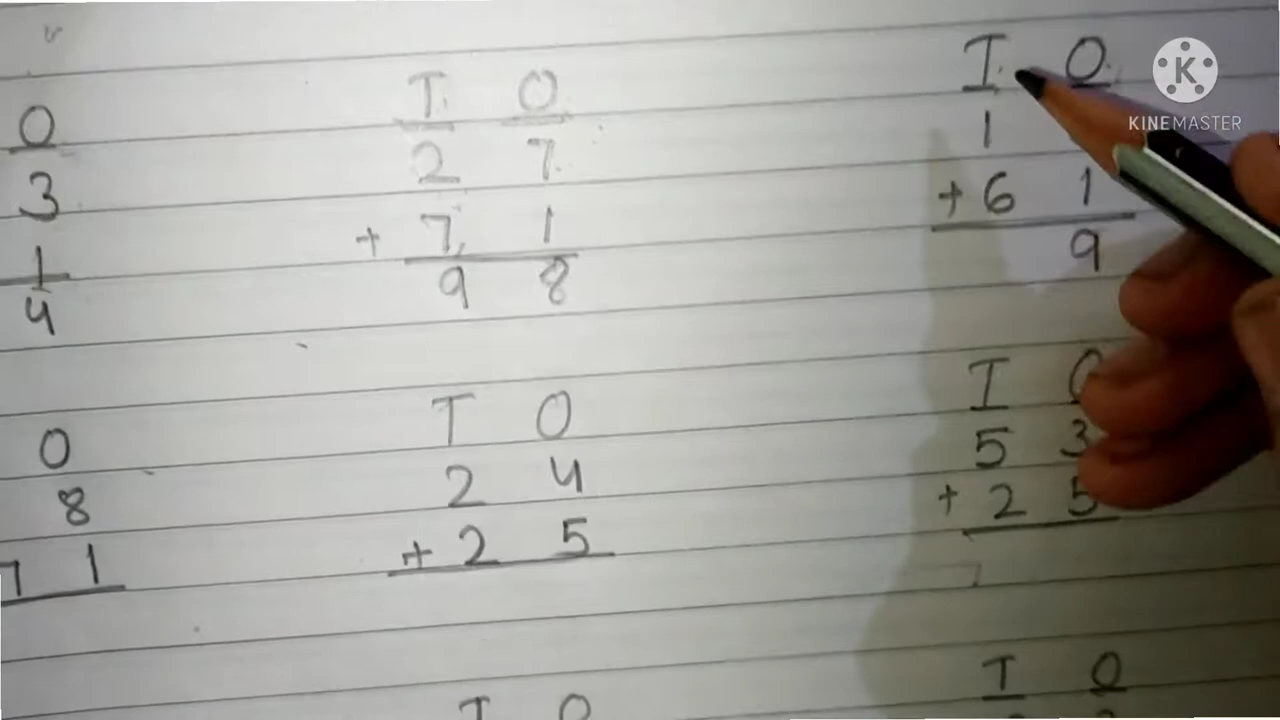 O
3
1
4
T O
2 7
+ 7 1
9 8
T O
1
+ 6 1
9
KINEMASTER
O
8
7 1
T O
2 4
+ 2 5
T O
5 3
+ 2 5
T O
T O